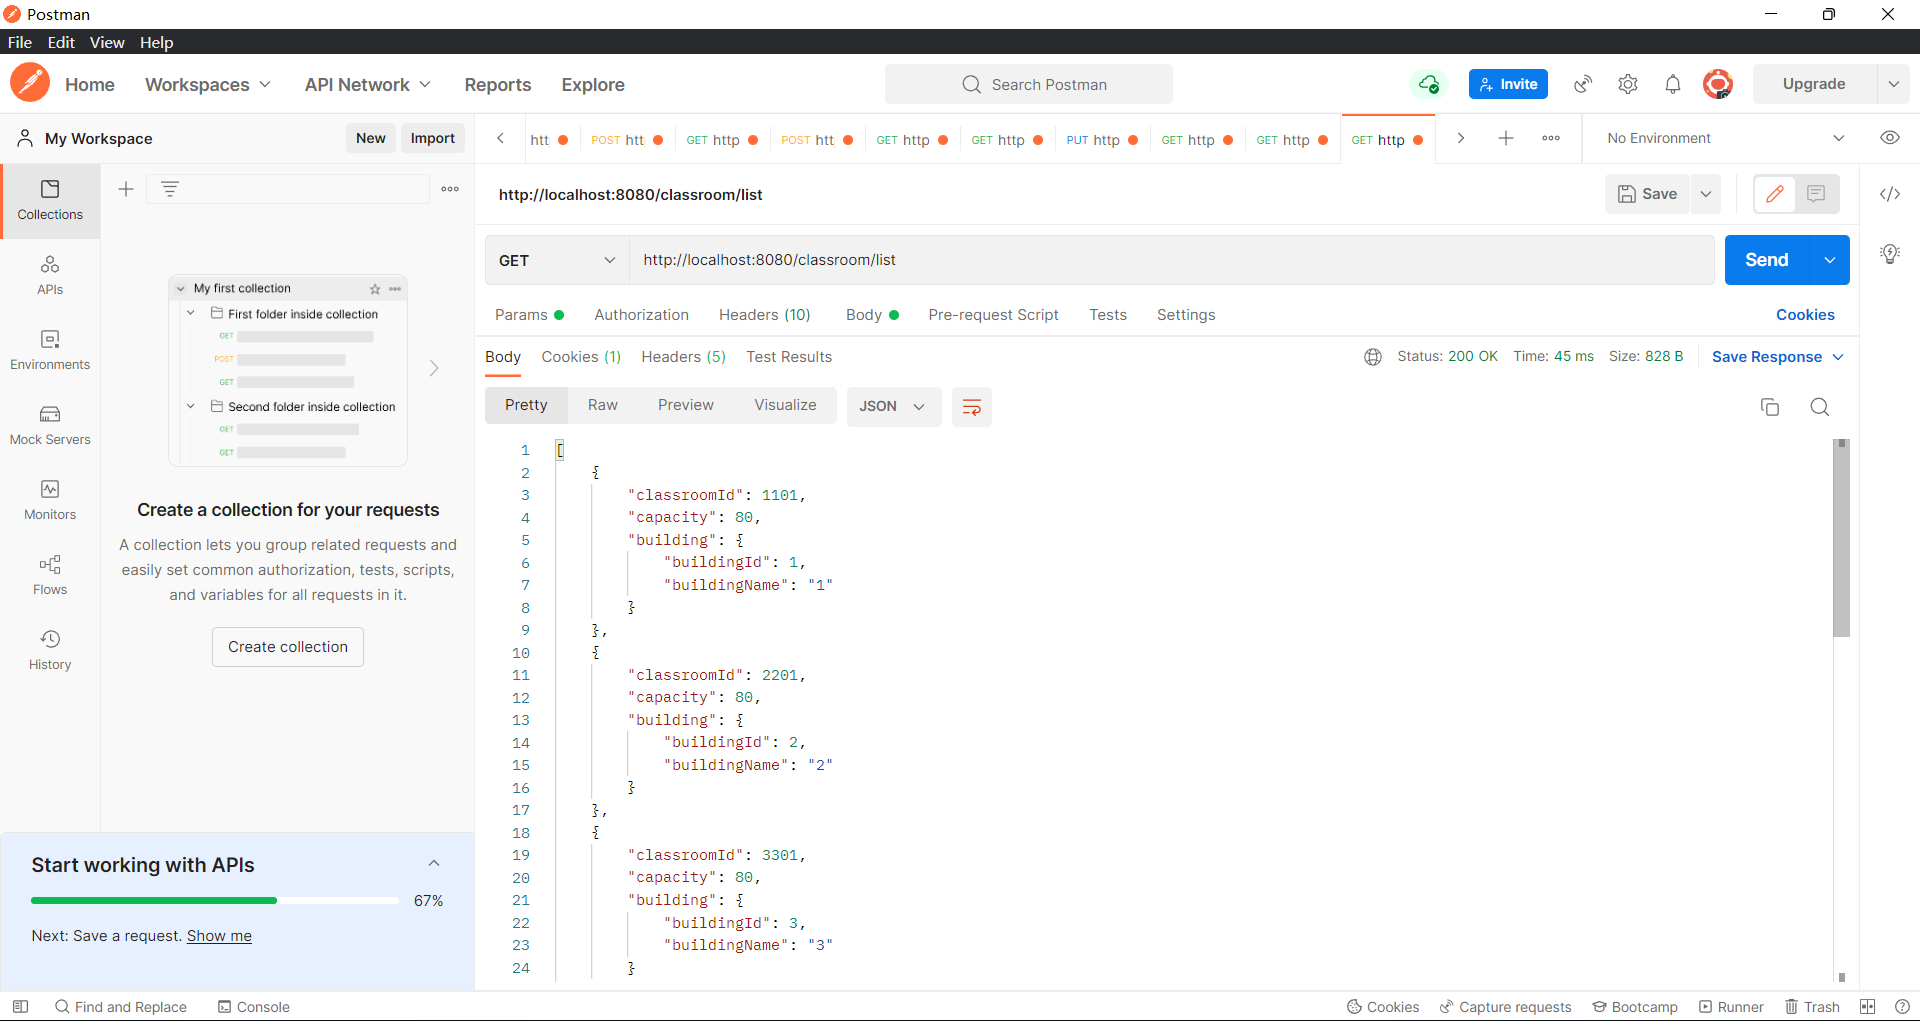 Postman
File Edit View Help
Home Workspaces API Network Reports Explore Search Postman Invite Upgrade
My Workspace New Import
htt POST htt GET http POST htt GET http GET http PUT http GET http GET http GET http
No Environment
Collections
APIs
Environments
Mock Servers
Monitors
Flows
History
My first collection
First folder inside collection
GET
POST
GET
Second folder inside collection
GET
GET
Create a collection for your requests
A collection lets you group related requests and
easily set common authorization, tests, scripts,
and variables for all requests in it.
Create collection
Start working with APIs
67%
Next: Save a request. Show me
http://localhost:8080/classroom/list Save
GET http://localhost:8080/classroom/list Send
Params Authorization Headers (10) Body Pre-request Script Tests Settings Cookies
Body Cookies (1) Headers (5) Test Results Status: 200 OK Time: 45 ms Size: 828 B Save Response
Pretty Raw Preview Visualize JSON
1 [
2 {
3 "classroomId": 1101,
4 "capacity": 80,
5 "building": {
6 "buildingId": 1,
7 "buildingName": "1"
8 }
9 },
10 {
11 "classroomId": 2201,
12 "capacity": 80,
13 "building": {
14 "buildingId": 2,
15 "buildingName": "2"
16 }
17 },
18 {
19 "classroomId": 3301,
20 "capacity": 80,
21 "building": {
22 "buildingId": 3,
23 "buildingName": "3"
24 }
Find and Replace Console Cookies Capture requests Bootcamp Runner Trash